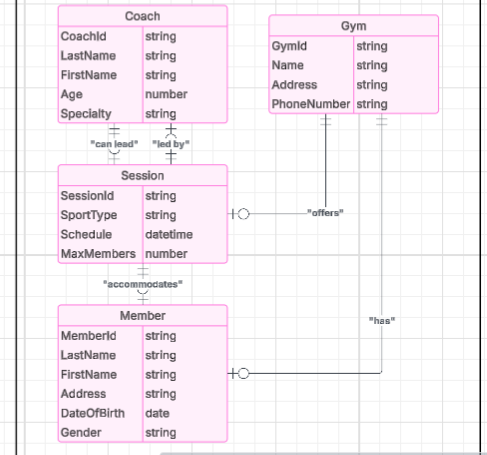 Coach
CoachId string
LastName string
FirstName string
Age number
Specialty string
Gym
GymId string
Name string
Address string
PhoneNumber string
"can lead" "led by"
Session
SessionId string
SportType string
Schedule datetime
MaxMembers number
"offers"
"accommodates"
Member
MemberId string
LastName string
FirstName string
Address string
DateOfBirth date
Gender string
"has"